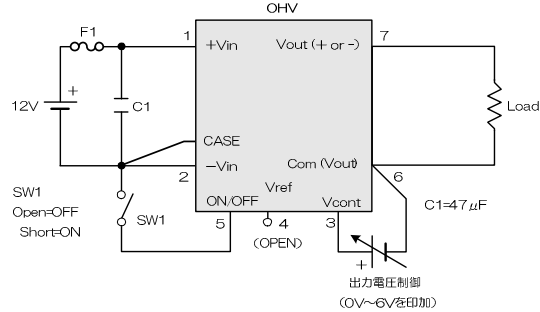 OHV
F1
1
+Vin
Vout (+ or -)
7
12V
+
C1
Load
CASE
-Vin
2
Com (Vout)
6
Vref
SW1
Open=OFF
Short=ON
SW1
ON/OFF
Vcont
C1=47μF
5
4
3
(OPEN)
+
出力電圧制御
(0V～6Vを印加)